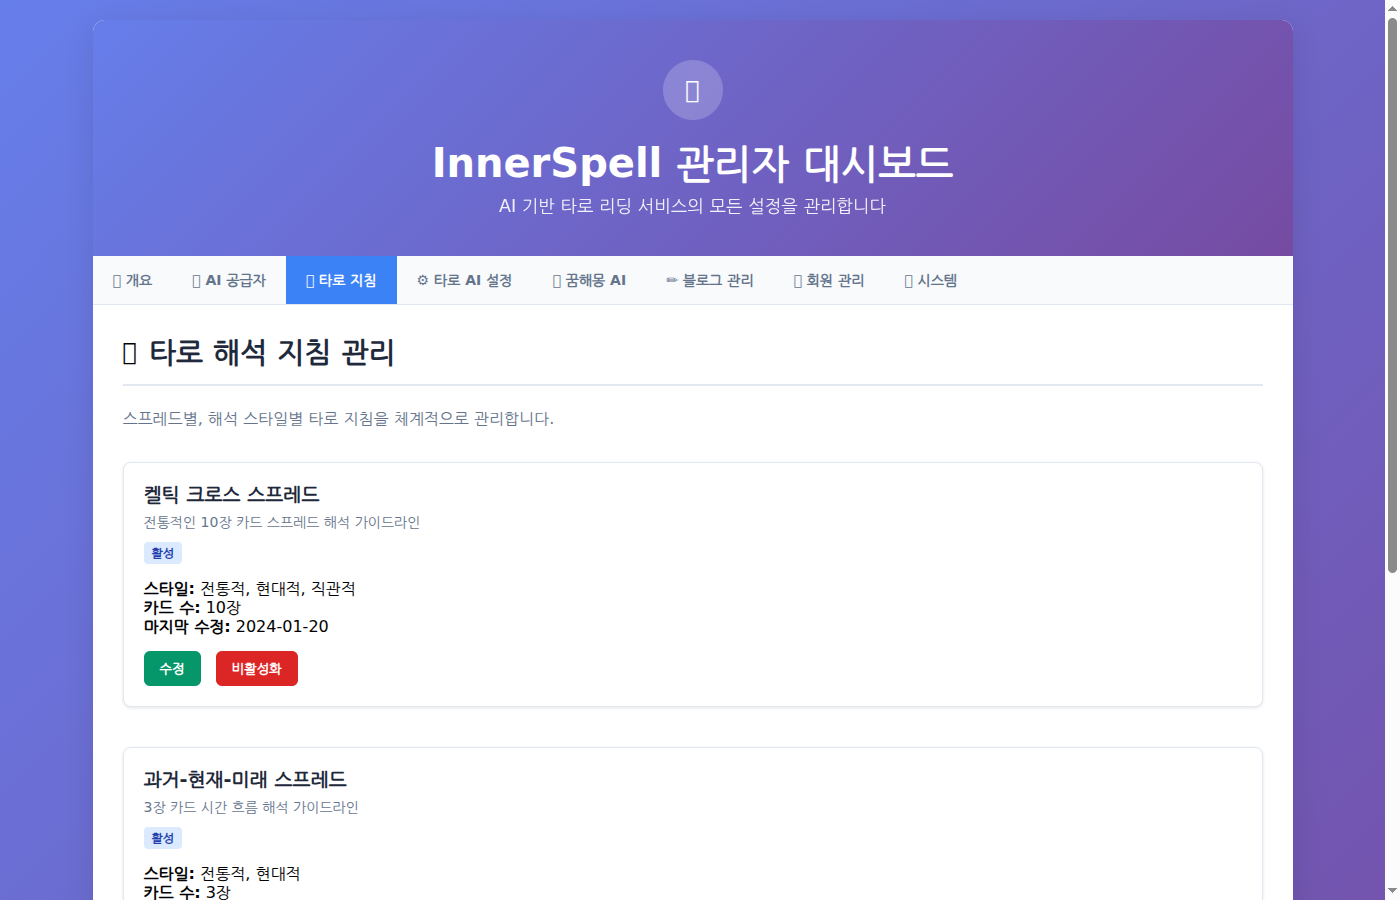 InnerSpell 관리자 대시보드
AI 기반 타로 리딩 서비스의 모든 설정을 관리합니다
개요 AI 공급자 타로 지침 ⚙ 타로 AI 설정 꿈해몽 AI ✏ 블로그 관리 회원 관리 시스템
타로 해석 지침 관리
스프레드별, 해석 스타일별 타로 지침을 체계적으로 관리합니다.
켈틱 크로스 스프레드
전통적인 10장 카드 스프레드 해석 가이드라인
활성
스타일: 전통적, 현대적, 직관적
카드 수: 10장
마지막 수정: 2024-01-20
수정 비활성화
과거-현재-미래 스프레드
3장 카드 시간 흐름 해석 가이드라인
활성
스타일: 전통적, 현대적
카드 수: 3장